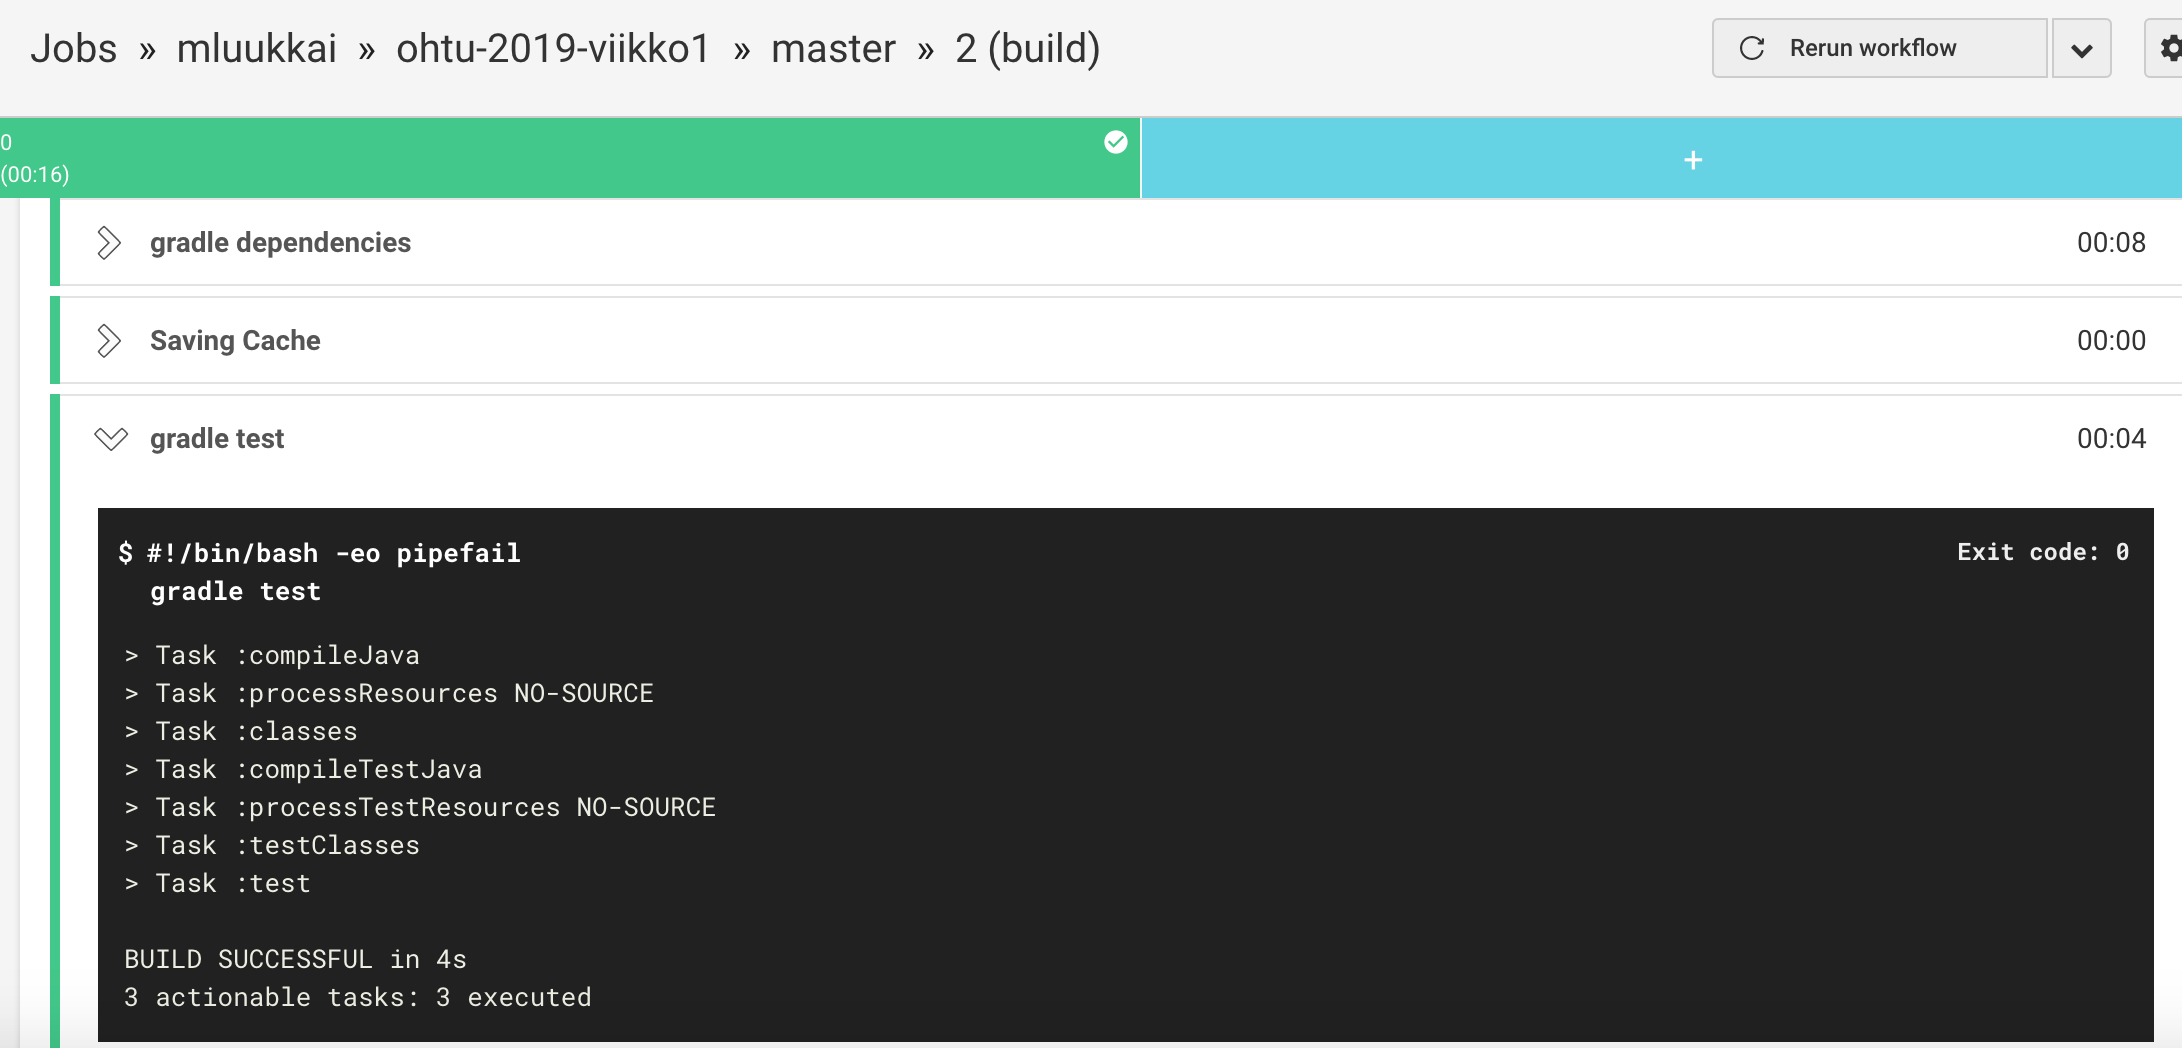 Jobs » mluukkai » ohtu-2019-viikko1 » master » 2 (build)
Rerun workflow
0
(00:16)
+
gradle dependencies 00:08
Saving Cache 00:00
gradle test 00:04
$ #!/bin/bash -eo pipefail Exit code: 0
gradle test
> Task :compileJava
> Task :processResources NO-SOURCE
> Task :classes
> Task :compileTestJava
> Task :processTestResources NO-SOURCE
> Task :testClasses
> Task :test
BUILD SUCCESSFUL in 4s
3 actionable tasks: 3 executed